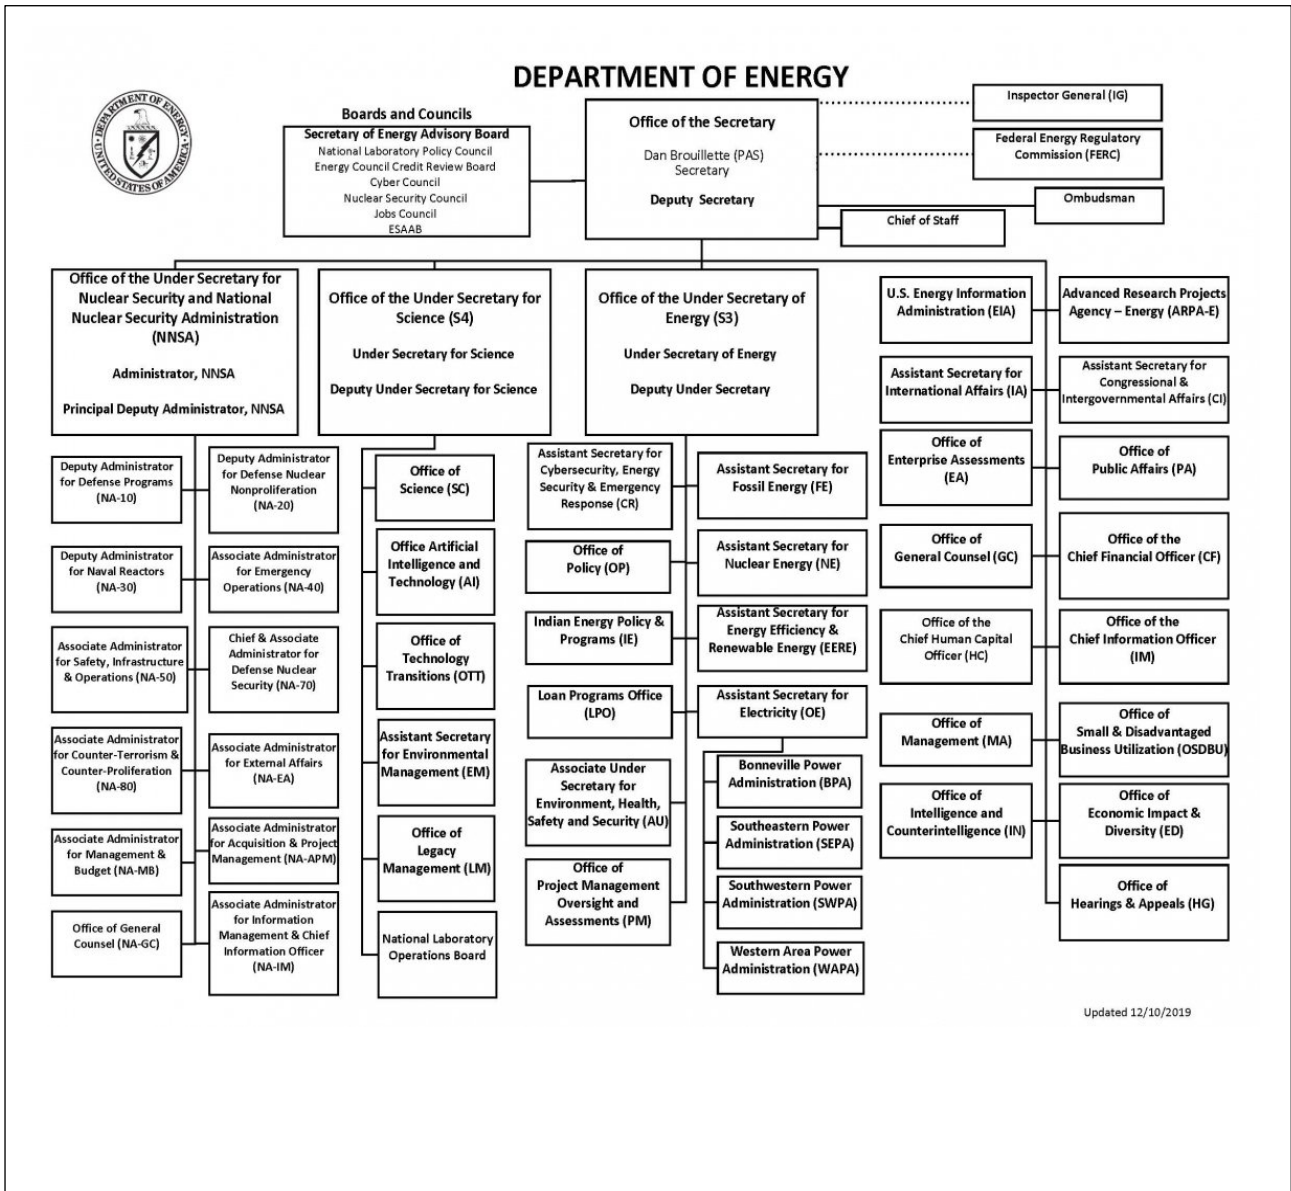 DEPARTMENT OF ENERGY
DEPARTMENT OF ENERGY
UNITED STATES OF AMERICA
Boards and Councils
Secretary of Energy Advisory Board
National Laboratory Policy Council
Energy Council Credit Review Board
Cyber Council
Nuclear Security Council
Jobs Council
ESAAB
Office of the Secretary
Dan Brouillette (PAS)
Secretary
Deputy Secretary
Inspector General (IG)
Federal Energy Regulatory
Commission (FERC)
Ombudsman
Chief of Staff
Office of the Under Secretary for
Nuclear Security and National
Nuclear Security Administration
(NNSA)
Administrator, NNSA
Principal Deputy Administrator, NNSA
Deputy Administrator
for Defense Programs
(NA-10)
Deputy Administrator
for Defense Nuclear
Nonproliferation
(NA-20)
Deputy Administrator
for Naval Reactors
(NA-30)
Associate Administrator
for Emergency
Operations (NA-40)
Associate Administrator
for Safety, Infrastructure
& Operations (NA-50)
Chief & Associate
Administrator for
Defense Nuclear
Security (NA-70)
Associate Administrator
for Counter-Terrorism &
Counter-Proliferation
(NA-80)
Associate Administrator
for External Affairs
(NA-EA)
Associate Administrator
for Management &
Budget (NA-MB)
Associate Administrator
for Acquisition & Project
Management (NA-APM)
Office of General
Counsel (NA-GC)
Associate Administrator
for Information
Management & Chief
Information Officer
(NA-IM)
Office of the Under Secretary for
Science (S4)
Under Secretary for Science
Deputy Under Secretary for Science
Office of
Science (SC)
Office Artificial
Intelligence and
Technology (AI)
Office of
Technology
Transitions (OTT)
Assistant Secretary
for Environmental
Management (EM)
Office of
Legacy
Management (LM)
National Laboratory
Operations Board
Office of the Under Secretary of
Energy (S3)
Under Secretary of Energy
Deputy Under Secretary
Assistant Secretary for
Cybersecurity, Energy
Security & Emergency
Response (CR)
Assistant Secretary for
Fossil Energy (FE)
Office of
Policy (OP)
Assistant Secretary for
Nuclear Energy (NE)
Indian Energy Policy &
Programs (IE)
Assistant Secretary for
Energy Efficiency &
Renewable Energy (EERE)
Loan Programs Office
(LPO)
Assistant Secretary for
Electricity (OE)
Associate Under
Secretary for
Environment, Health,
Safety and Security (AU)
Office of
Project Management
Oversight and
Assessments (PM)
Bonneville Power
Administration (BPA)
Southeastern Power
Administration (SEPA)
Southwestern Power
Administration (SWPA)
Western Area Power
Administration (WAPA)
U.S. Energy Information
Administration (EIA)
Advanced Research Projects
Agency – Energy (ARPA-E)
Assistant Secretary for
International Affairs (IA)
Assistant Secretary for
Congressional &
Intergovernmental Affairs (CI)
Office of
Enterprise Assessments
(EA)
Office of
Public Affairs (PA)
Office of
General Counsel (GC)
Office of the
Chief Financial Officer (CF)
Office of the
Chief Human Capital
Officer (HC)
Office of the
Chief Information Officer
(IM)
Office of
Management (MA)
Office of
Small & Disadvantaged
Business Utilization (OSDBU)
Office of
Intelligence and
Counterintelligence (IN)
Office of
Economic Impact &
Diversity (ED)
Office of
Hearings & Appeals (HG)
Updated 12/10/2019